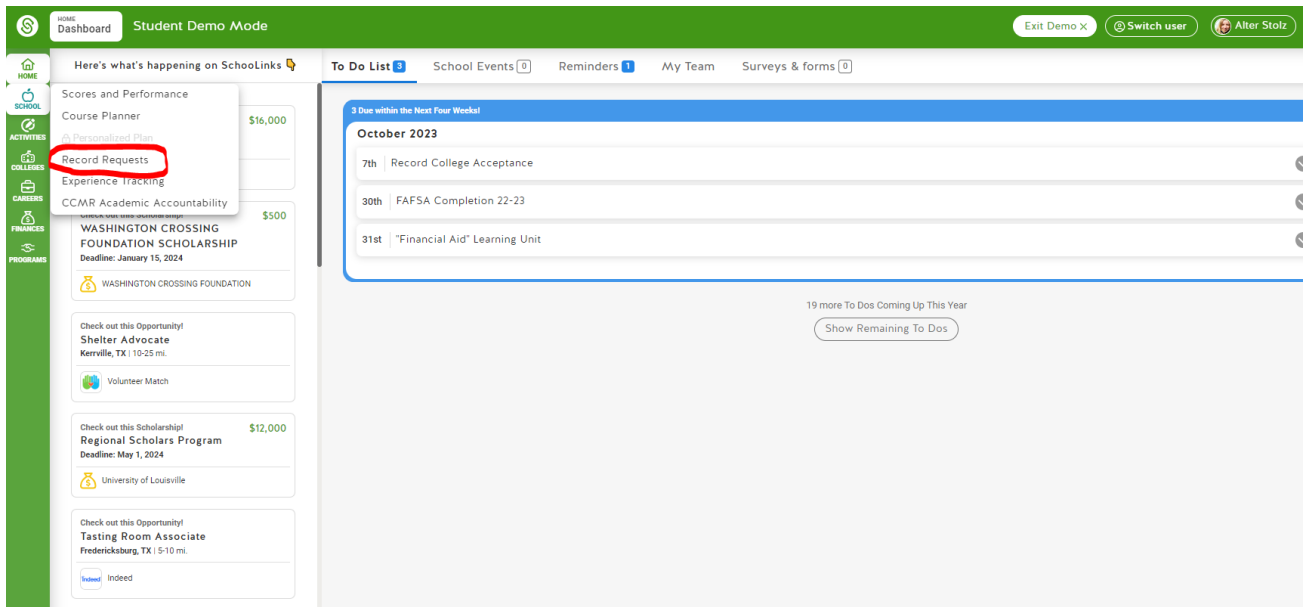 HOME
Dashboard
Student Demo Mode
Exit Demo ×
Switch user
Alter Stolz
HOME
SCHOOL
ACTIVITIES
COLLEGES
CAREERS
FINANCES
PROGRAMS
Here's what's happening on SchooLinks
Scores and Performance
Course Planner
Personalized Plan
Record Requests
Experience Tracking
CCMR Academic Accountability
$16,000
Check out this Scholarship!
$500
WASHINGTON CROSSING
FOUNDATION SCHOLARSHIP
Deadline: January 15, 2024
WASHINGTON CROSSING FOUNDATION
Check out this Opportunity!
Shelter Advocate
Kerrville, TX | 10-25 mi.
Volunteer Match
Check out this Scholarship!
$12,000
Regional Scholars Program
Deadline: May 1, 2024
University of Louisville
Check out this Opportunity!
Tasting Room Associate
Fredericksburg, TX | 5-10 mi.
Indeed
Indeed
To Do List 3
School Events 0
Reminders 1
My Team
Surveys & forms 0
3 Due within the Next Four Weeks!
October 2023
7th Record College Acceptance
30th FAFSA Completion 22-23
31st "Financial Aid" Learning Unit
19 more To Dos Coming Up This Year
Show Remaining To Dos